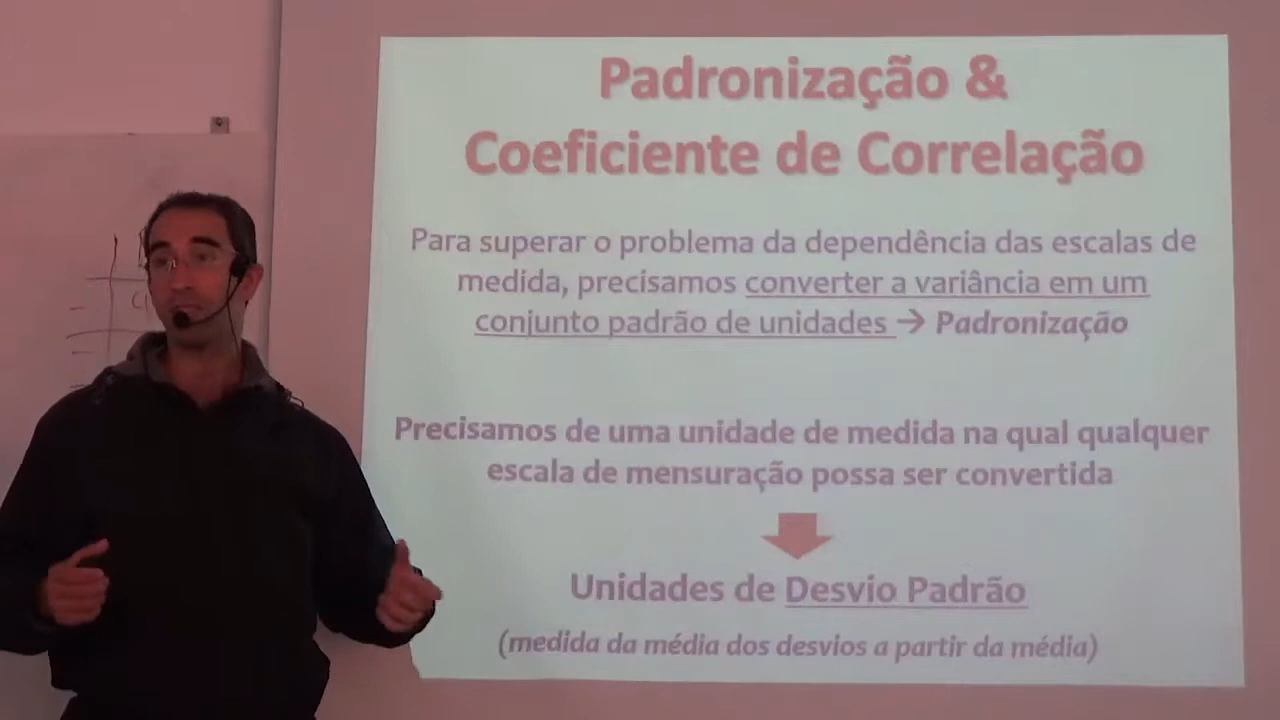 Padronização &
Coeficiente de Correlação
Para superar o problema da dependência das escalas de
medida, precisamos converter a variância em um
conjunto padrão de unidades → Padronização
Precisamos de uma unidade de medida na qual qualquer
escala de mensuração possa ser convertida
Unidades de Desvio Padrão
(medida da média dos desvios a partir da média)